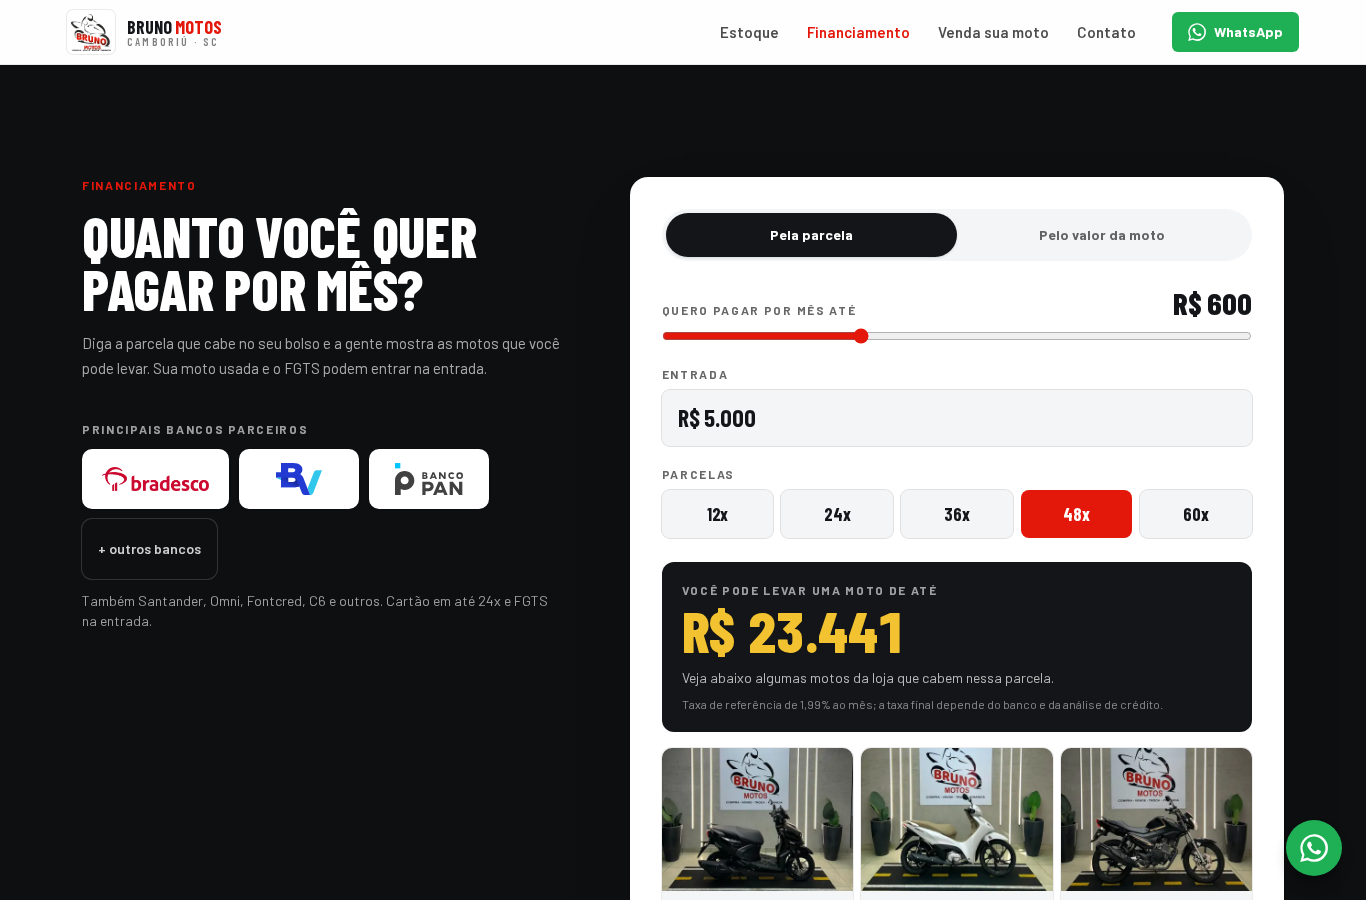 BRUNO MOTOS
CAMBORIÚ · SC
Estoque
Financiamento
Venda sua moto
Contato
WhatsApp
FINANCIAMENTO
QUANTO VOCÊ QUER
PAGAR POR MÊS?
Diga a parcela que cabe no seu bolso e a gente mostra as motos que você
pode levar. Sua moto usada e o FGTS podem entrar na entrada.
PRINCIPAIS BANCOS PARCEIROS
bradesco
BV
BANCO
PAN
+ outros bancos
Também Santander, Omni, Fontcred, C6 e outros. Cartão em até 24x e FGTS
na entrada.
Pela parcela
Pelo valor da moto
QUERO PAGAR POR MÊS ATÉ
R$ 600
ENTRADA
R$ 5.000
PARCELAS
12x
24x
36x
48x
60x
VOCÊ PODE LEVAR UMA MOTO DE ATÉ
R$ 23.441
Veja abaixo algumas motos da loja que cabem nessa parcela.
Taxa de referência de 1,99% ao mês; a taxa final depende do banco e da análise de crédito.
BRUNO
MOTOS
BRUNO
MOTOS
BRUNO
MOTOS